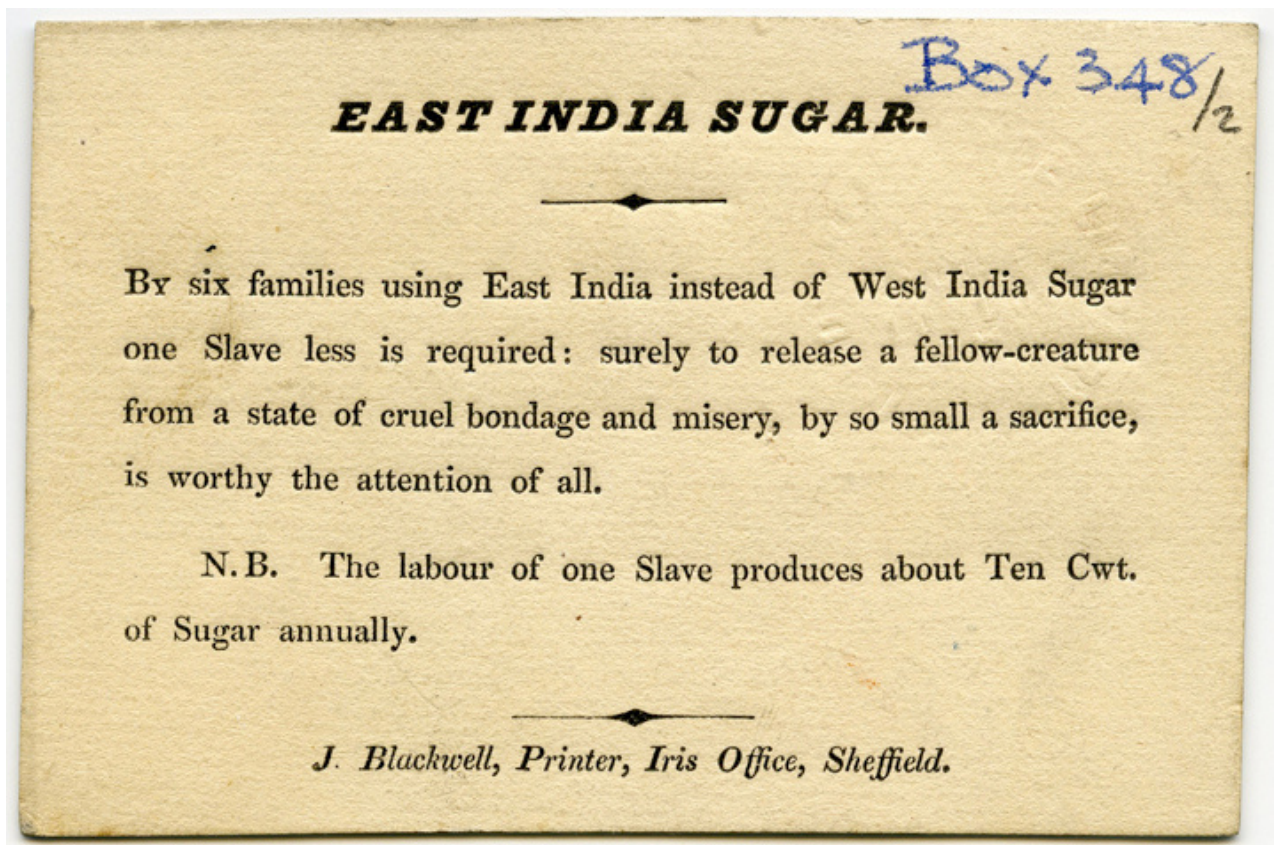 Box 348/2
EAST INDIA SUGAR.
By six families using East India instead of West India Sugar
one Slave less is required: surely to release a fellow-creature
from a state of cruel bondage and misery, by so small a sacrifice,
is worthy the attention of all.
N.B. The labour of one Slave produces about Ten Cwt.
of Sugar annually.
J. Blackwell, Printer, Iris Office, Sheffield.